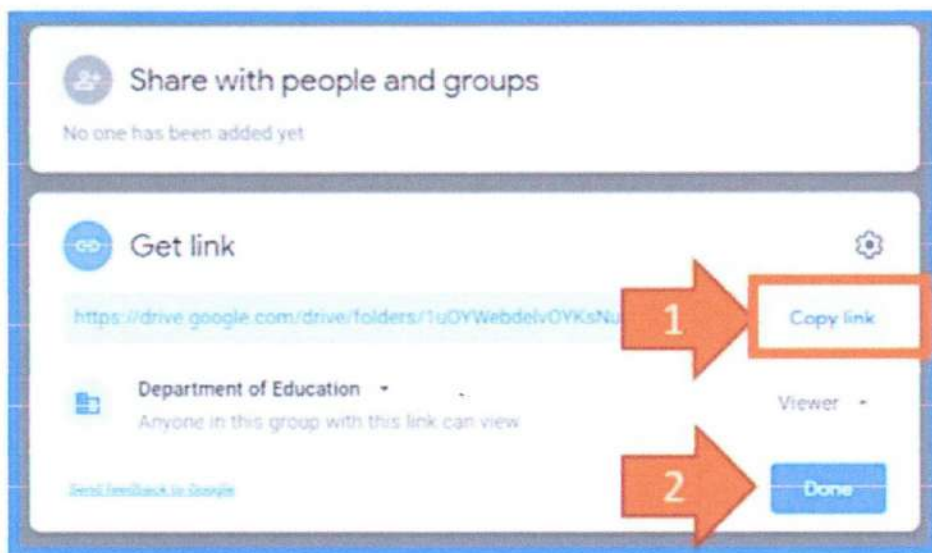 Share with people and groups
No one has been added yet
Get link
https://drive.google.com/drive/folders/1uOYWebdelvOYKsNu
1
Copy link
Department of Education
Viewer
Anyone in this group with this link can view
2
Send feedback to Google
Done